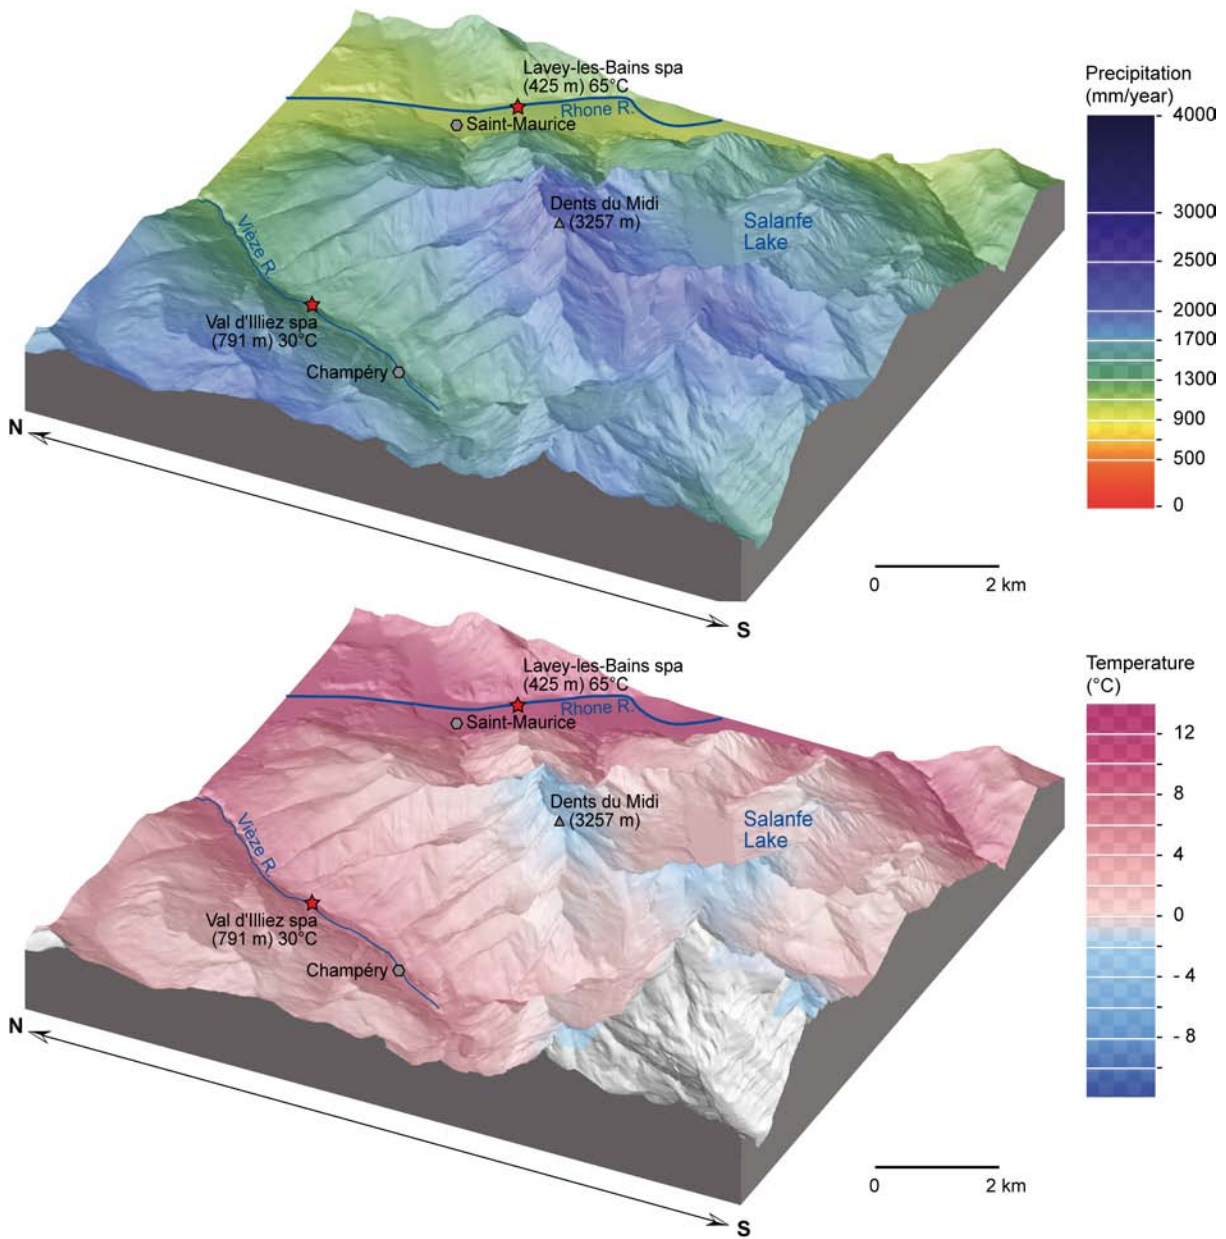 Lavey-les-Bains spa
(425 m) 65°C
Rhone R.
Saint-Maurice
Dents du Midi
(3257 m)
Salanfe
Lake
Vièze R.
Val d'Illiez spa
(791 m) 30°C
Champéry
N
S
Precipitation
(mm/year)
4000
3000
2500
2000
1700
1300
900
500
0
0 2 km
Lavey-les-Bains spa
(425 m) 65°C
Rhone R.
Saint-Maurice
Dents du Midi
(3257 m)
Salanfe
Lake
Vièze R.
Val d'Illiez spa
(791 m) 30°C
Champéry
N
S
Temperature
(°C)
12
8
4
0
- 4
- 8
0 2 km